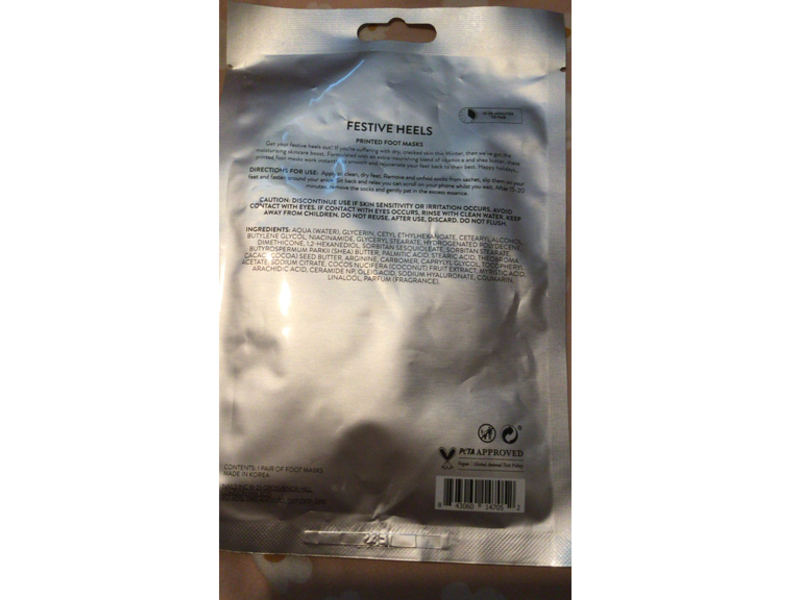 FESTIVE HEELS
PRINTED FOOT MASKS
Get your festive heels out! If you're suffering with dry, cracked skin this Winter, then we've got the
moisturising skincare boost. Formulated with an extra-nourishing blend of vitamin e and shea butter, these
printed foot masks work instantly to smooth and rejuvenate your feet back to their best. Happy holidays...
DIRECTIONS FOR USE: Apply to clean, dry feet. Remove and unfold socks from sachet, slip them on your
feet and fasten around your ankle. Sit back and relax you can scroll on your phone whilst you wait. After 15-20
minutes, remove the socks and gently pat in the excess essence.
CAUTION: DISCONTINUE USE IF SKIN SENSITIVITY OR IRRITATION OCCURS. AVOID
CONTACT WITH EYES. IF CONTACT WITH EYES OCCURS, RINSE WITH CLEAN WATER. KEEP
AWAY FROM CHILDREN. DO NOT REUSE. AFTER USE, DISCARD. DO NOT FLUSH.
INGREDIENTS: AQUA (WATER), GLYCERIN, CETYL ETHYLHEXANOATE, CETEARYL ALCOHOL,
BUTYLENE GLYCOL, NIACINAMIDE, GLYCERYL STEARATE, HYDROGENATED POLYDECENE,
DIMETHICONE, 1,2-HEXANEDIOL, SORBITAN SESQUIOLEATE, SORBITAN STEARATE,
BUTYROSPERMUM PARKII (SHEA) BUTTER, PALMITIC ACID, STEARIC ACID, THEOBROMA
CACAO (COCOA) SEED BUTTER, ARGININE, CARBOMER, CAPRYLYL GLYCOL, TOCOPHERYL
ACETATE, SODIUM CITRATE, COCOS NUCIFERA (COCONUT) FRUIT EXTRACT, MYRISTIC ACID,
ARACHIDIC ACID, CERAMIDE NP, OLEIC ACID, SODIUM HYALURONATE, COUMARIN,
LINALOOL, PARFUM (FRAGRANCE).
PETA APPROVED
Vegan | Global Animal Test Policy
CONTENTS: 1 PAIR OF FOOT MASKS
MADE IN KOREA
8 43060 14705 2